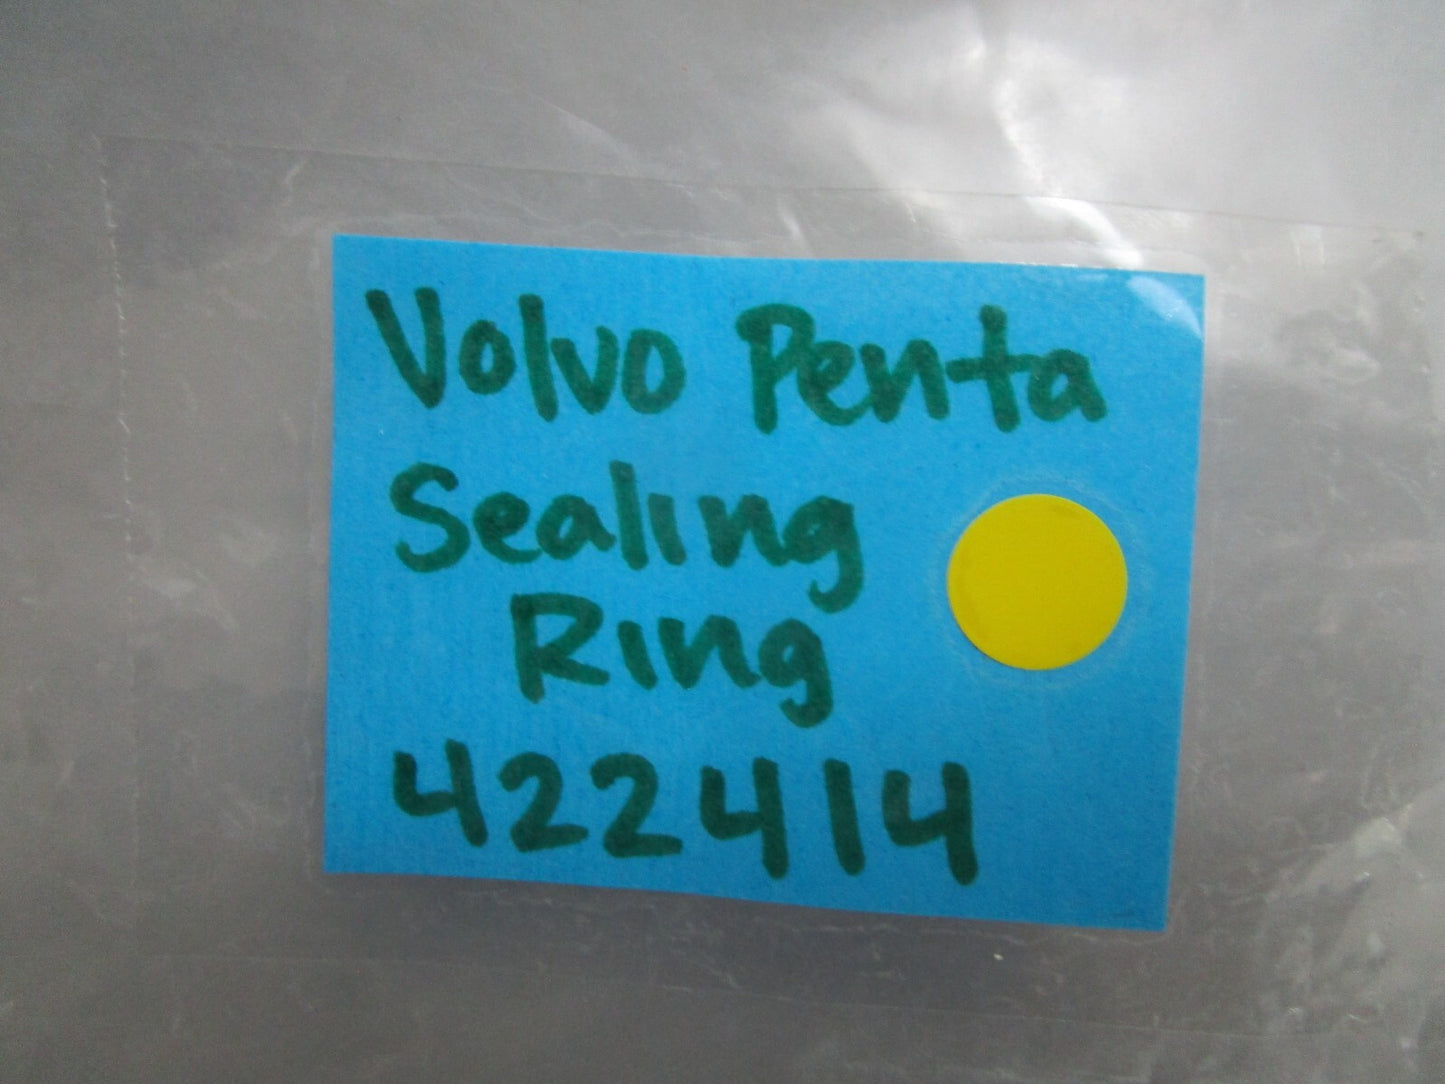 Volvo Penta
Sealing
Ring
422414